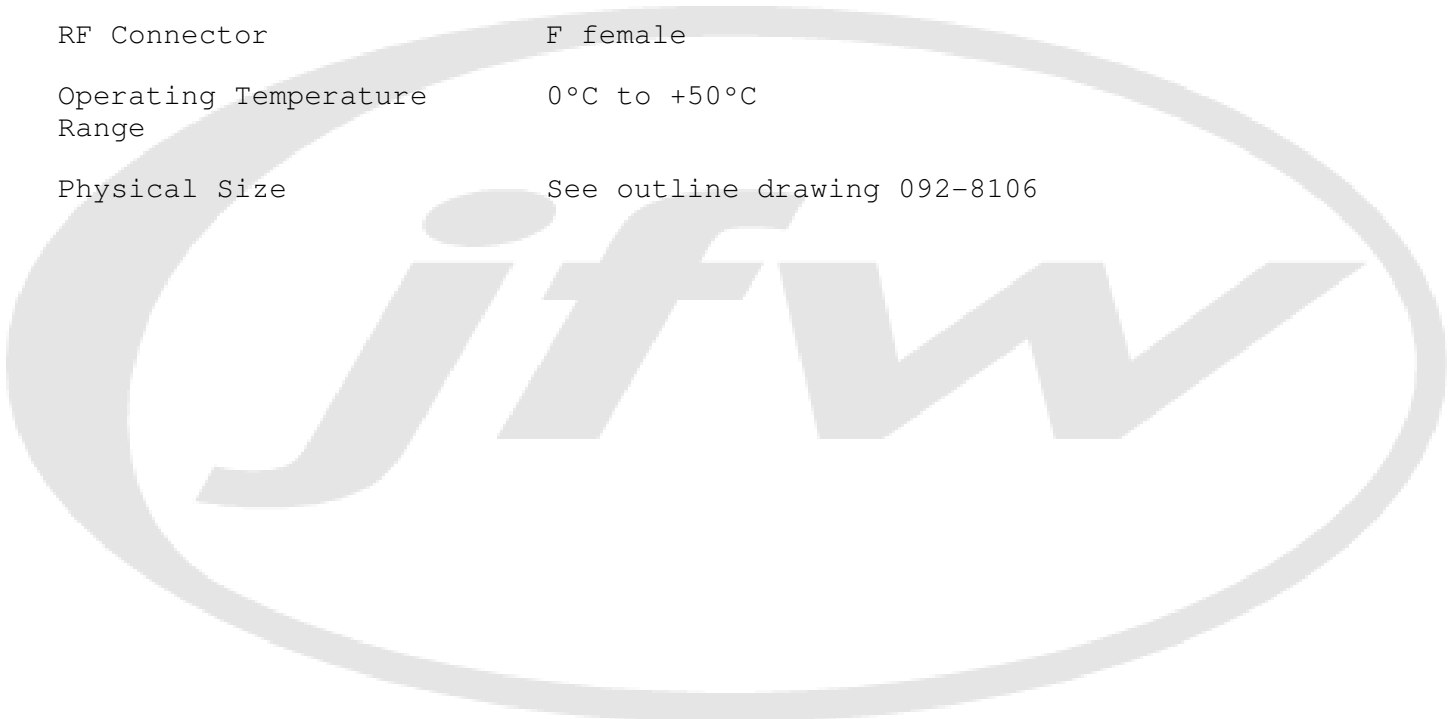 RF Connector F female
Operating Temperature 0°C to +50°C
Range
Physical Size See outline drawing 092-8106
jfw